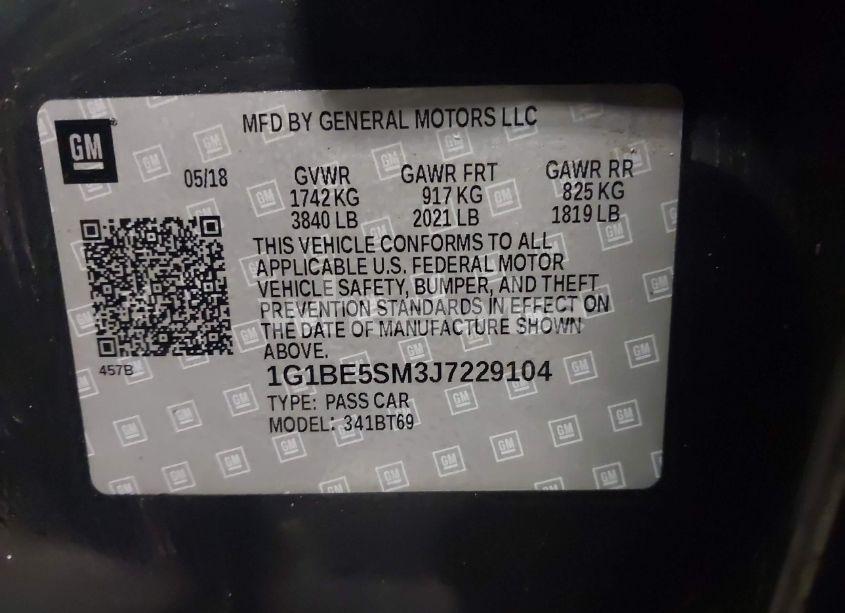 GM
MFD BY GENERAL MOTORS LLC
05/18 GVWR GAWR FRT GAWR RR
1742 KG 917 KG 825 KG
3840 LB 2021 LB 1819 LB
THIS VEHICLE CONFORMS TO ALL
APPLICABLE U.S. FEDERAL MOTOR
VEHICLE SAFETY, BUMPER, AND THEFT
PREVENTION STANDARDS IN EFFECT ON
THE DATE OF MANUFACTURE SHOWN
ABOVE.
457B
1G1BE5SM3J7229104
TYPE: PASS CAR
MODEL: 341BT69